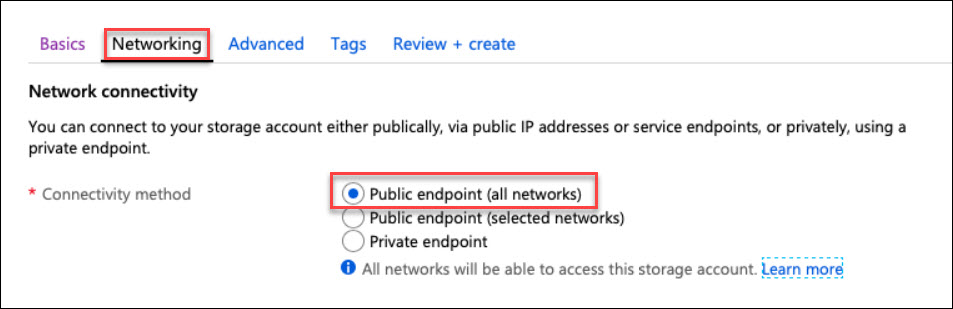 Basics Networking Advanced Tags Review + create
Network connectivity
You can connect to your storage account either publically, via public IP addresses or service endpoints, or privately, using a
private endpoint.
* Connectivity method
Public endpoint (all networks)
Public endpoint (selected networks)
Private endpoint
All networks will be able to access this storage account. Learn more